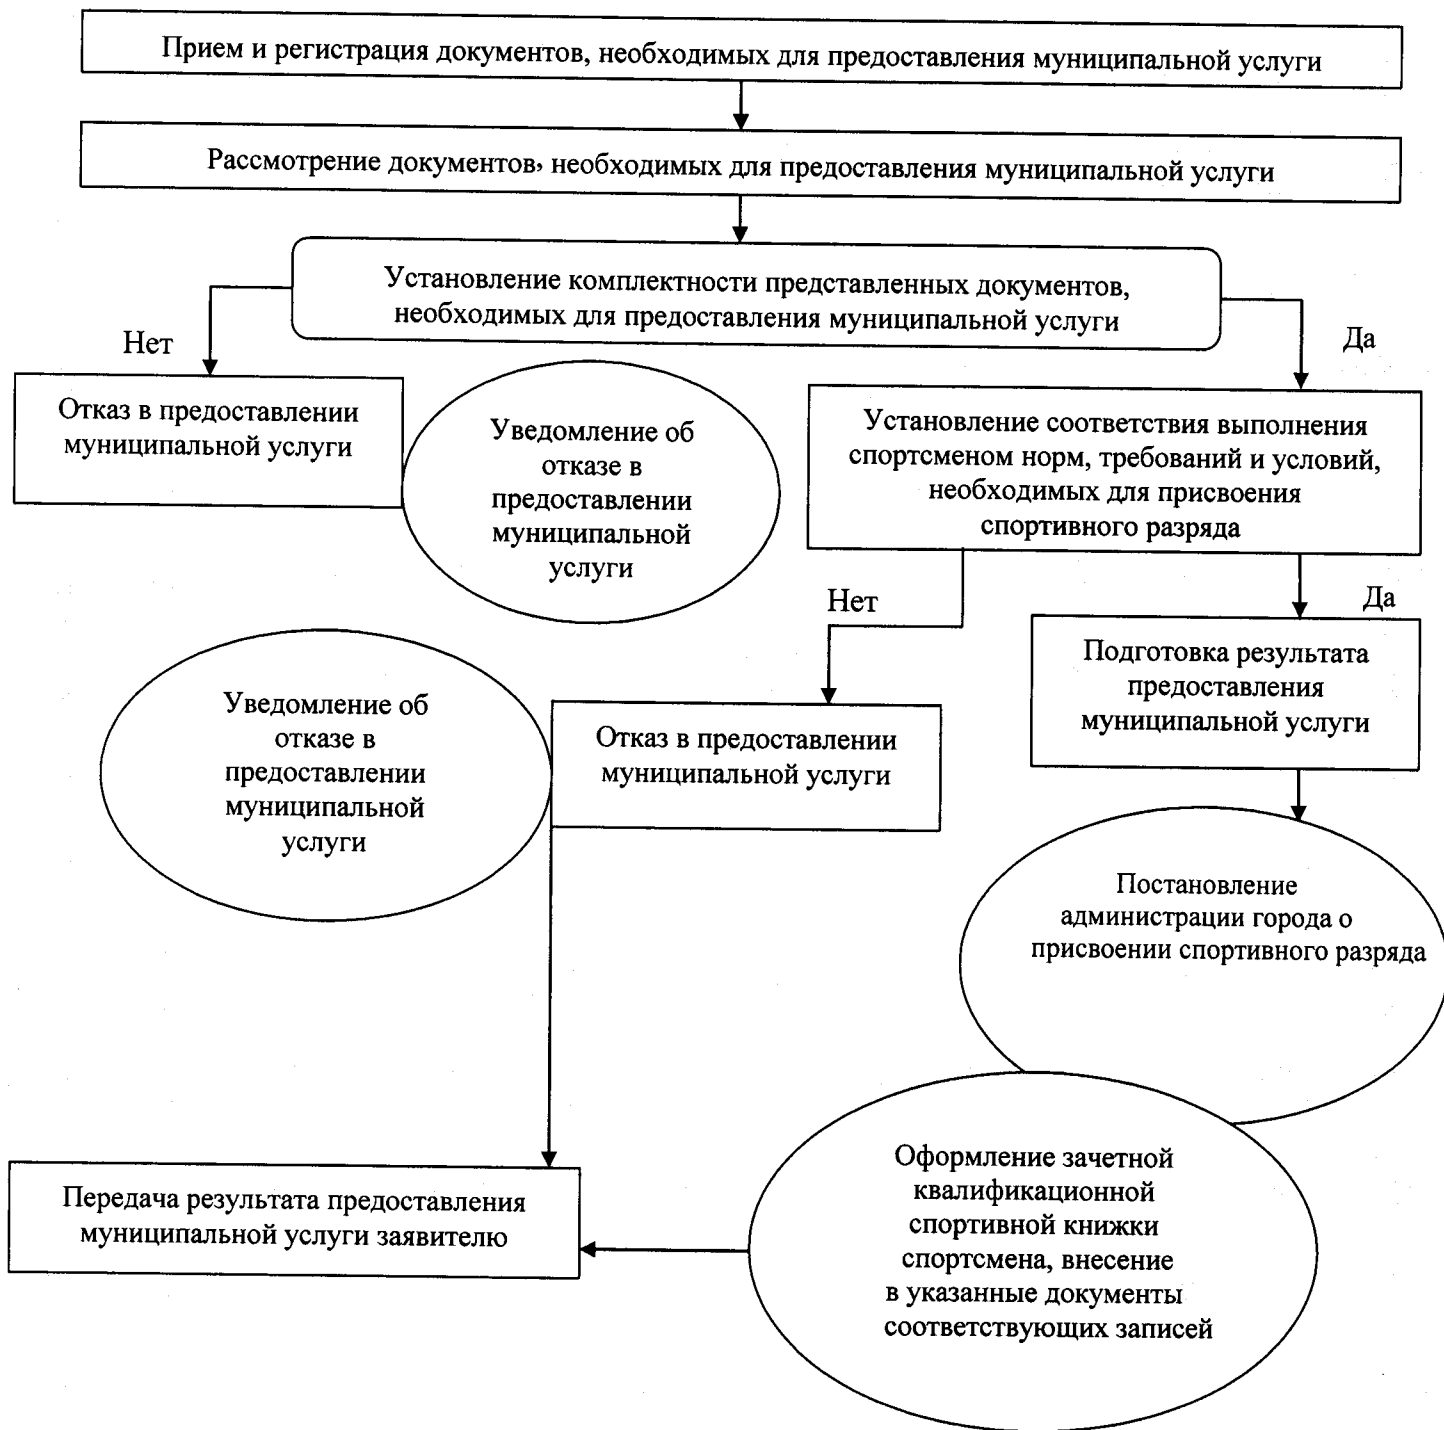 Прием и регистрация документов, необходимых для предоставления муниципальной услуги
Рассмотрение документов, необходимых для предоставления муниципальной услуги
Установление комплектности представленных документов,
необходимых для предоставления муниципальной услуги
Нет
Да
Отказ в предоставлении
муниципальной услуги
Уведомление об
отказе в
предоставлении
муниципальной
услуги
Установление соответствия выполнения
спортсменом норм, требований и условий,
необходимых для присвоения
спортивного разряда
Нет
Да
Уведомление об
отказе в
предоставлении
муниципальной
услуги
Отказ в предоставлении
муниципальной услуги
Подготовка результата
предоставления
муниципальной услуги
Постановление
администрации города о
присвоении спортивного разряда
Передача результата предоставления
муниципальной услуги заявителю
Оформление зачетной
квалификационной
спортивной книжки
спортсмена, внесение
в указанные документы
соответствующих записей